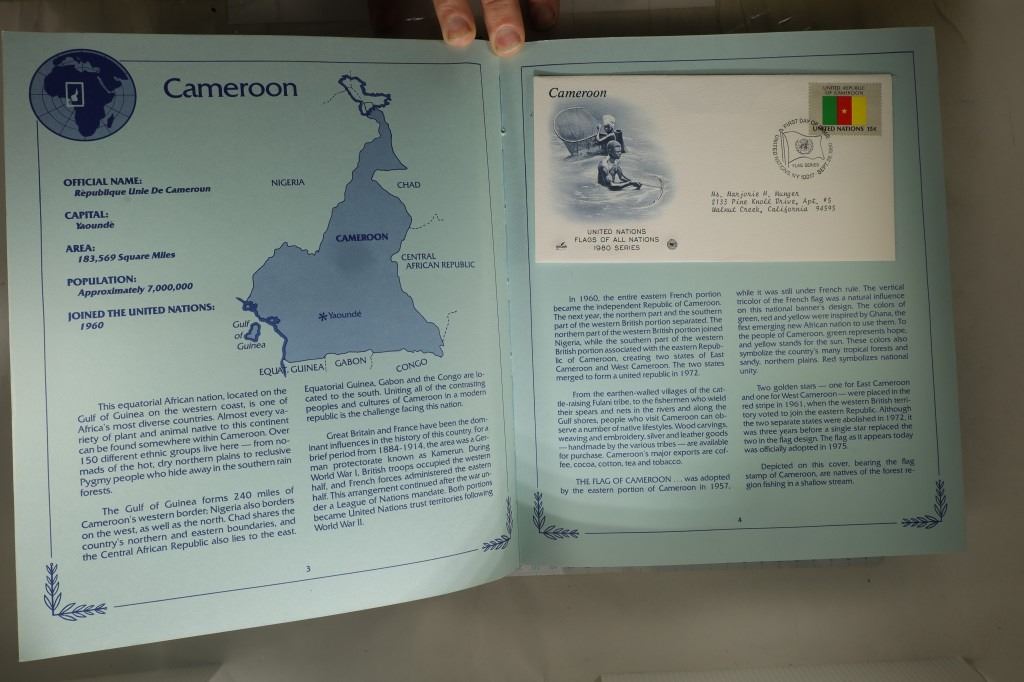 Cameroon
OFFICIAL NAME:
Republique Unie De Cameroun
CAPITAL:
Yaoundè
AREA:
183,569 Square Miles
POPULATION:
Approximately 7,000,000
JOINED THE UNITED NATIONS:
1960
NIGERIA
CHAD
CAMEROON
CENTRAL
AFRICAN REPUBLIC
Yaoundé
Gulf
of
Guinea
EQUAT. GUINEA
GABON
CONGO
This equatorial African nation, located on the
Gulf of Guinea on the western coast, is one of
Africa's most diverse countries. Almost every va-
riety of plant and animal native to this continent
can be found somewhere within Cameroon. Over
150 different ethnic groups live here — from no-
mads of the hot, dry northern plains to reclusive
Pygmy people who hide away in the southern rain
forests.
The Gulf of Guinea forms 240 miles of
Cameroon's western border; Nigeria also borders
on the west, as well as the north. Chad shares the
country's northern and eastern boundaries, and
the Central African Republic also lies to the east.
Equatorial Guinea, Gabon and the Congo are lo-
cated to the south. Uniting all of the contrasting
peoples and cultures of Cameroon in a modern
republic is the challenge facing this nation.
Great Britain and France have been the dom-
inant influences in the history of this country. For a
brief period from 1884-1914, the area was a Ger-
man protectorate known as Kamerun. During
World War I, British troops occupied the western
half, and French forces administered the eastern
half. This arrangement continued after the war un-
der a League of Nations mandate. Both portions
became United Nations trust territories following
World War II.
3
Cameroon
UNITED REPUBLIC
OF CAMEROON
UNITED NATIONS 15¢
FIRST DAY OF ISSUE
FLAG SERIES
UNITED NATIONS, NY 10017 - SEPT. 26, 1980
Ms. Marjorie H. Munger
2133 Pine Knoll Drive, Apt. #5
Walnut Creek, California 94595
UNITED NATIONS
FLAGS OF ALL NATIONS
1980 SERIES
In 1960, the entire eastern French portion
became the independent Republic of Cameroon.
The next year, the northern part and the southern
part of the western British portion separated. The
northern part of the western British portion joined
Nigeria, while the southern part of the western
British portion associated with the eastern Repub-
lic of Cameroon, creating two states of East
Cameroon and West Cameroon. The two states
merged to form a united republic in 1972.
From the earthen-walled villages of the cat-
tle-raising Fulani tribe, to the fishermen who wield
their spears and nets in the rivers and along the
Gulf shores, people who visit Cameroon can ob-
serve a number of native lifestyles. Wood carvings,
weaving and embroidery, silver and leather goods
— handmade by the various tribes — are available
for purchase. Cameroon's major exports are cof-
fee, cocoa, cotton, tea and tobacco.
THE FLAG OF CAMEROON . . . was adopted
by the eastern portion of Cameroon in 1957,
while it was still under French rule. The vertical
tricolor of the French flag was a natural influence
on this national banner's design. The colors of
green, red and yellow were inspired by Ghana, the
first emerging new African nation to use them. To
the people of Cameroon, green represents hope,
and yellow stands for the sun. These colors also
symbolize the country's many tropical forests and
sandy, northern plains. Red symbolizes national
unity.
Two golden stars — one for East Cameroon
and one for West Cameroon — were placed in the
red stripe in 1961, when the western British terri-
tory voted to join the eastern Republic. Although
the two separate states were abolished in 1972, it
was three years before a single star replaced the
two in the flag design. The flag as it appears today
was officially adopted in 1975.
Depicted on this cover, bearing the flag
stamp of Cameroon, are natives of the forest re-
gion fishing in a shallow stream.
4